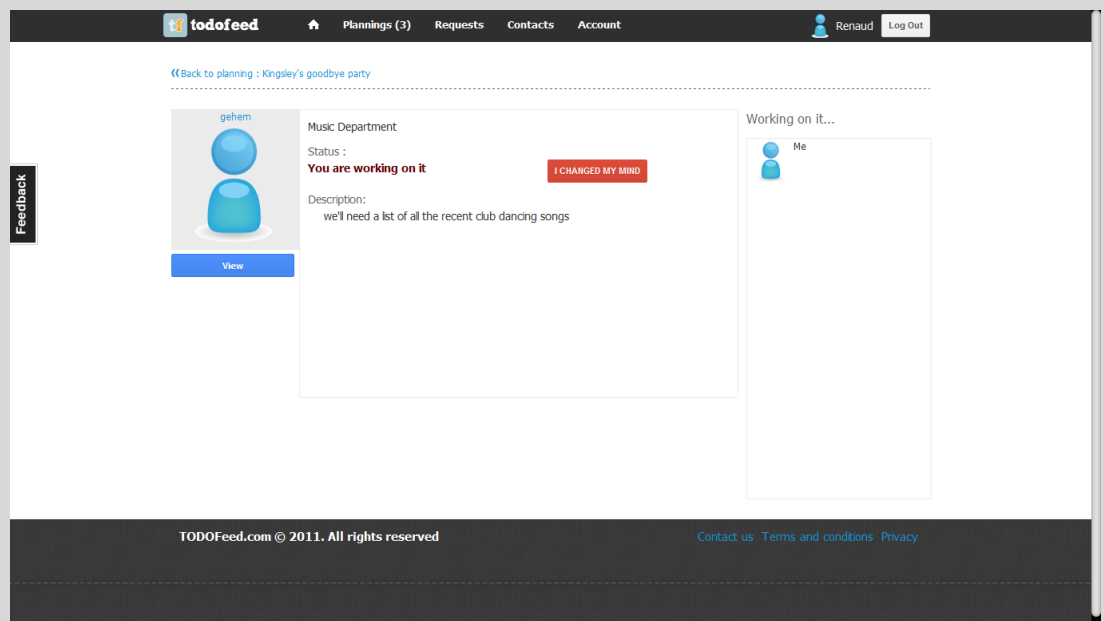 todofeed Plannings (3) Requests Contacts Account Renaud Log Out
«Back to planning : Kingsley's goodbye party
gehem
Music Department
Status :
You are working on it
I CHANGED MY MIND
Description:
we'll need a list of all the recent club dancing songs
View
Working on it...
Me
Feedback
TODOFeed.com © 2011. All rights reserved
Contact us Terms and conditions Privacy